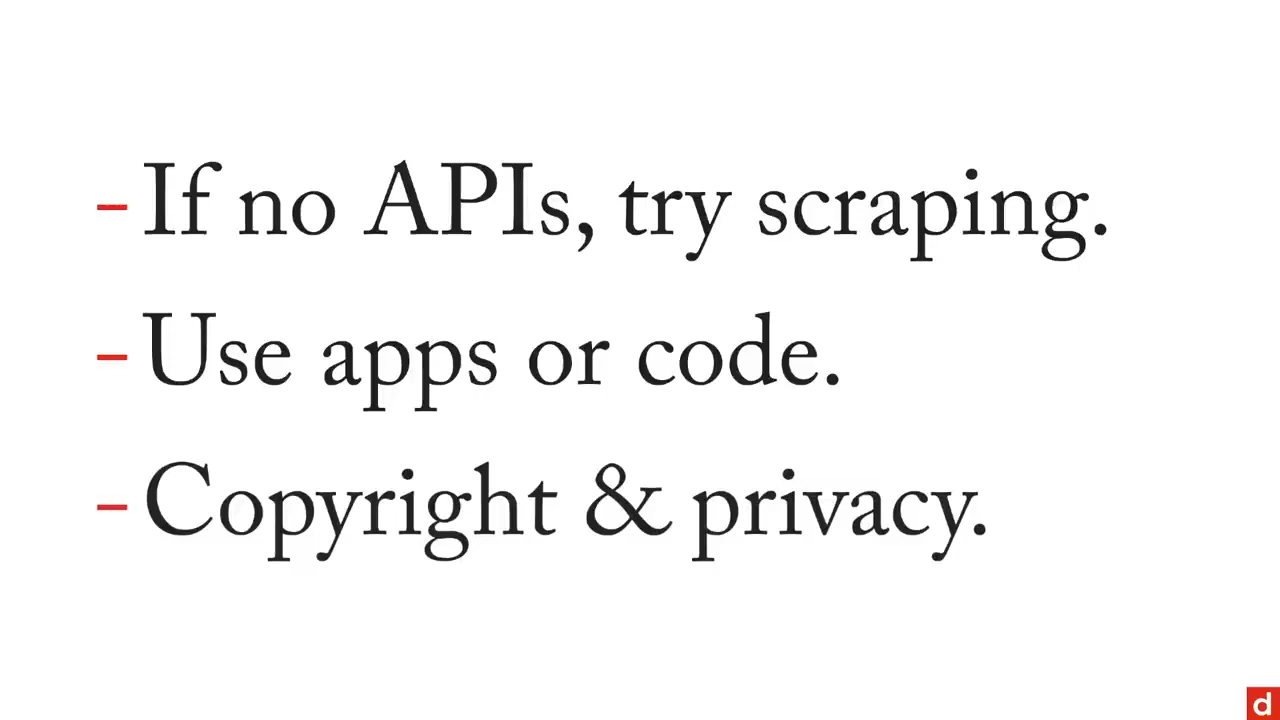 - If no APIs, try scraping.
- Use apps or code.
- Copyright & privacy.
d